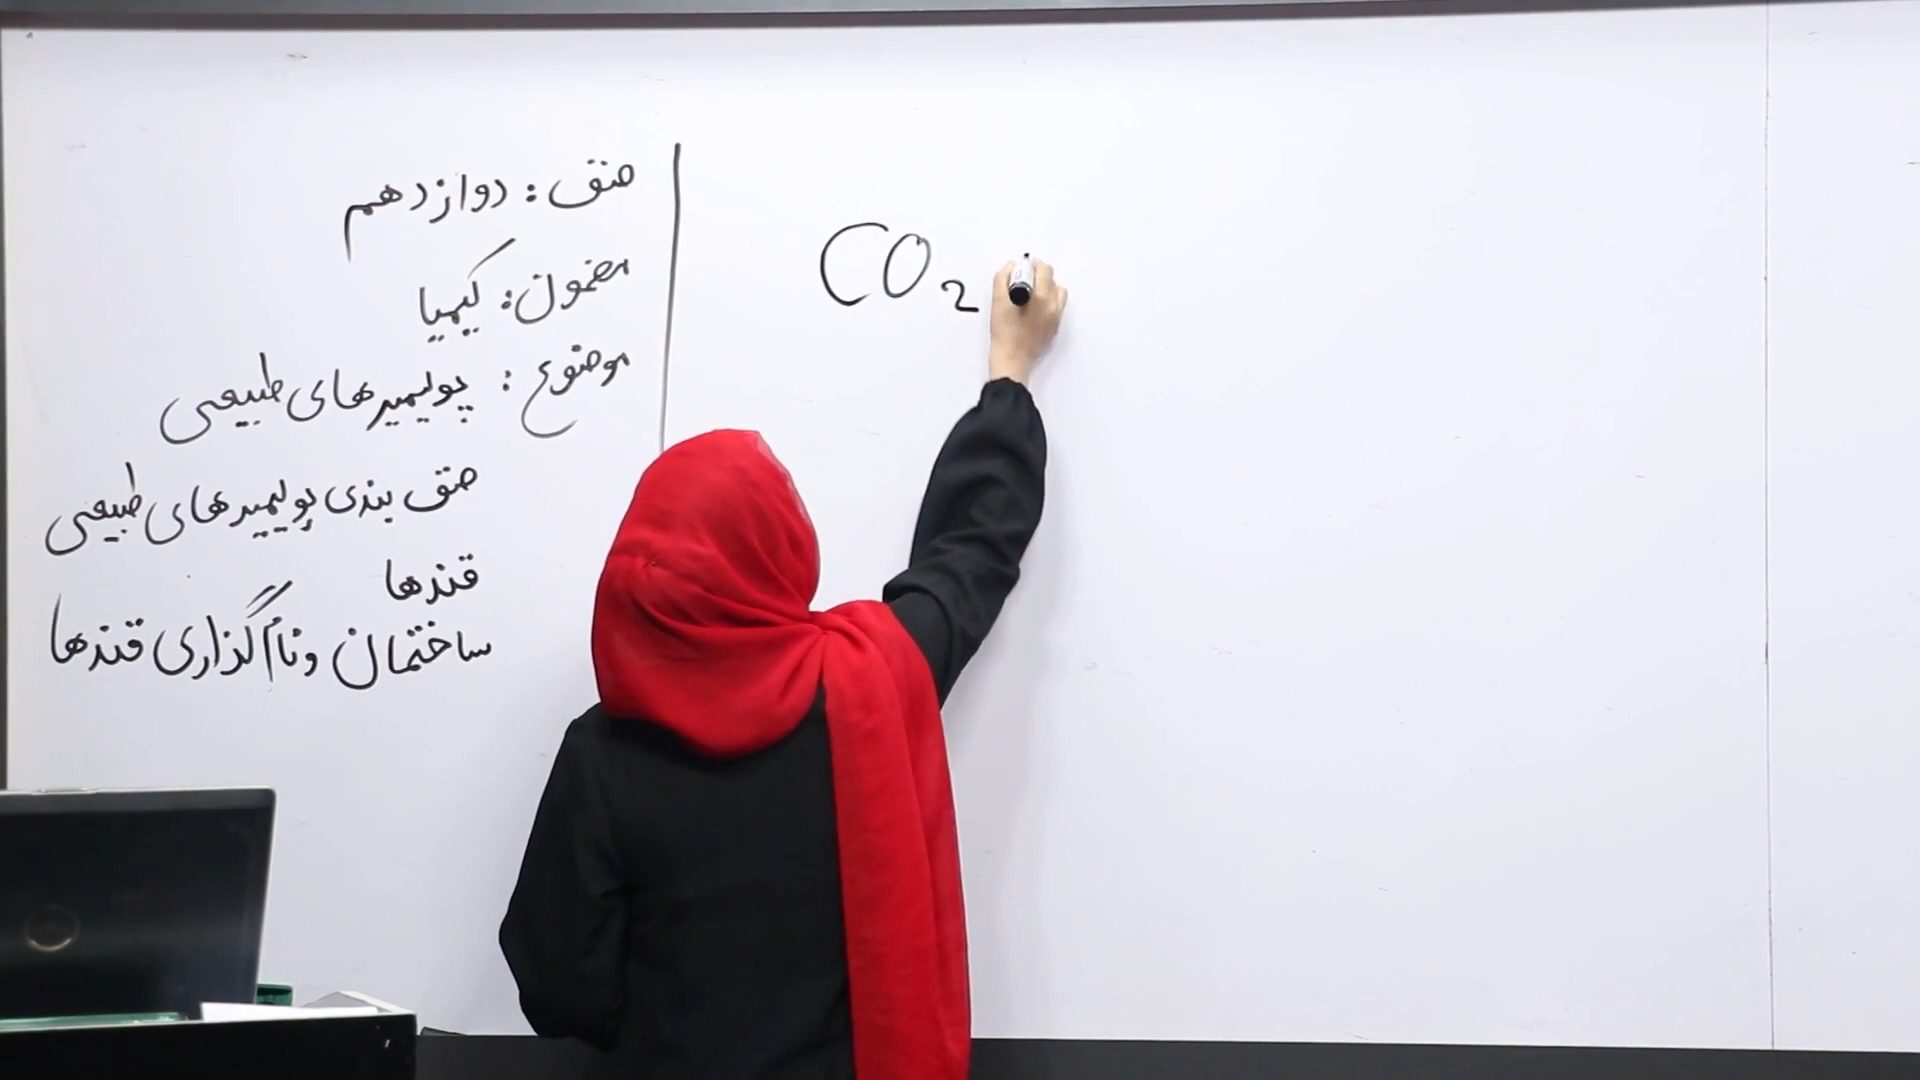 صنف : دوازدهم
مضمون : کیمیا
موضوع : پولیمیرهای طبیعی
صنف بندی پولیمیرهای طبیعی
قندها
ساختمان و نام گذاری قندها
CO2